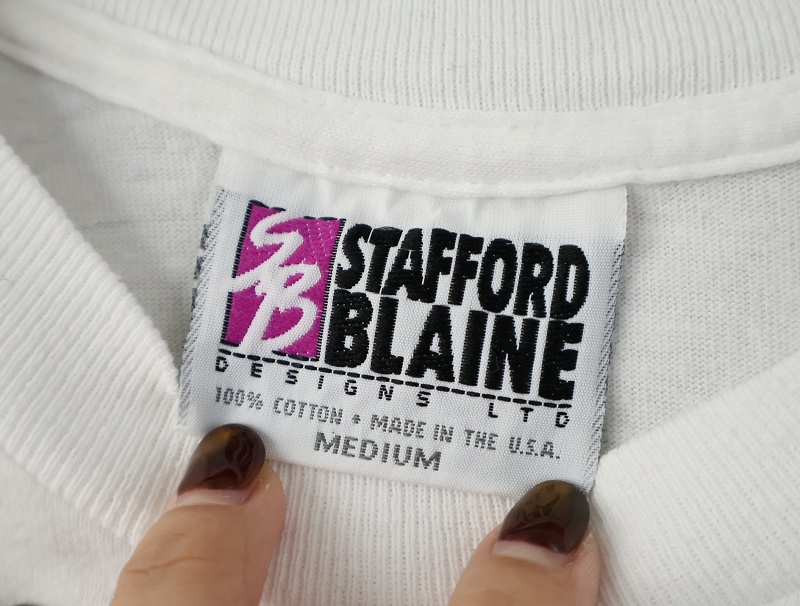 SB
STAFFORD
BLAINE
DESIGNS LTD
100% COTTON • MADE IN THE U.S.A.
MEDIUM